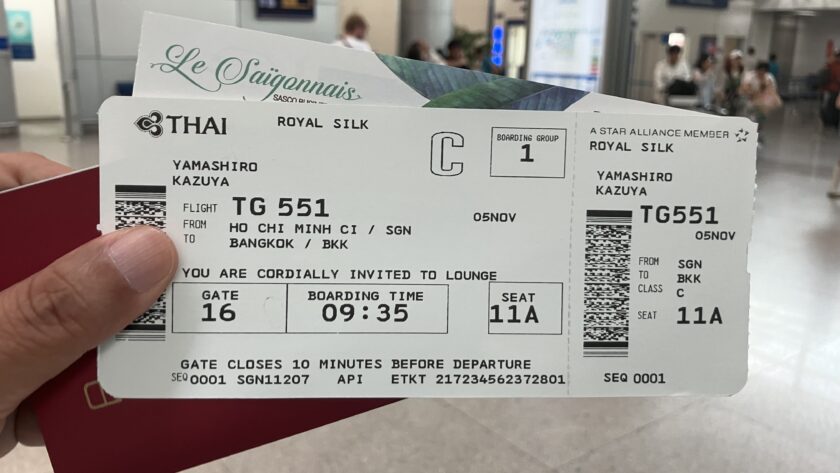 Le Saïgonnais
THAI
ROYAL SILK
C
BOARDING GROUP
1
YAMASHIRO
KAZUYA
FLIGHT TG 551
05NOV
FROM HO CHI MINH CI / SGN
TO BANGKOK / BKK
YOU ARE CORDIALLY INVITED TO LOUNGE
GATE
16
BOARDING TIME
09:35
SEAT
11A
GATE CLOSES 10 MINUTES BEFORE DEPARTURE
SEQ 0001 SGN11207 API ETKT 217234562372801
A STAR ALLIANCE MEMBER
ROYAL SILK
YAMASHIRO
KAZUYA
TG551
05NOV
FROM SGN
TO BKK
CLASS C
SEAT 11A
SEQ 0001